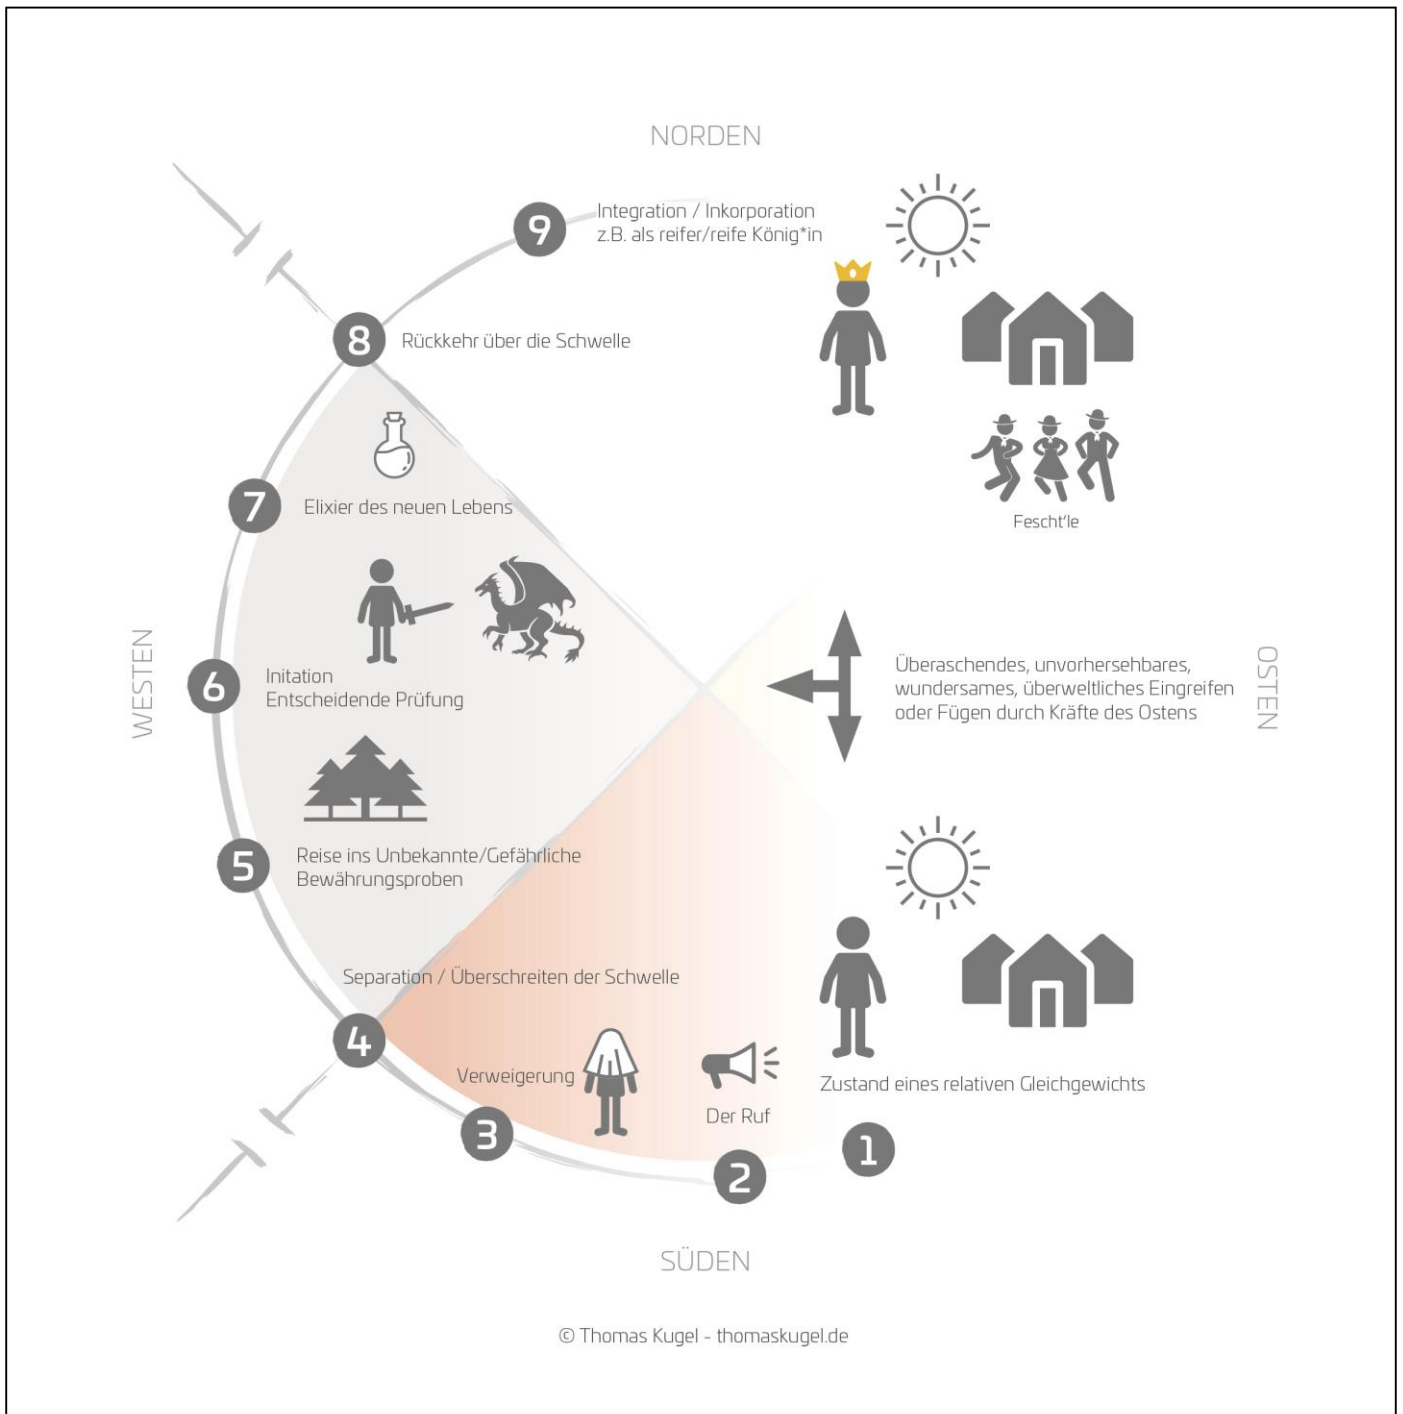 NORDEN
9
Integration / Inkorporation
z.B. als reifer/reife König*in
8
Rückkehr über die Schwelle
Fescht'le
7
Elixier des neuen Lebens
WESTEN
6
Initation
Entscheidende Prüfung
Überaschendes, unvorhersehbares,
wundersames, überweltliches Eingreifen
oder Fügen durch Kräfte des Ostens
OSTEN
5
Reise ins Unbekannte/Gefährliche
Bewährungsproben
Separation / Überschreiten der Schwelle
4
Verweigerung
3
Der Ruf
2
Zustand eines relativen Gleichgewichts
1
SÜDEN
© Thomas Kugel - thomaskugel.de